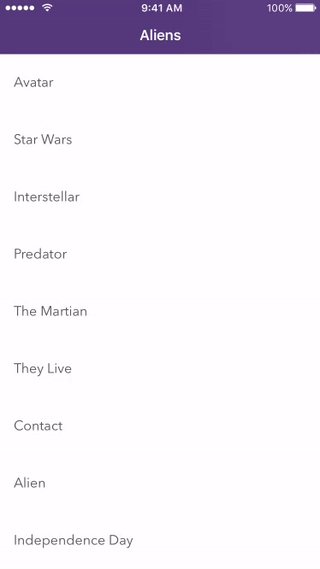 9:41 AM 100%
Aliens
Avatar
Star Wars
Interstellar
Predator
The Martian
They Live
Contact
Alien
Independence Day